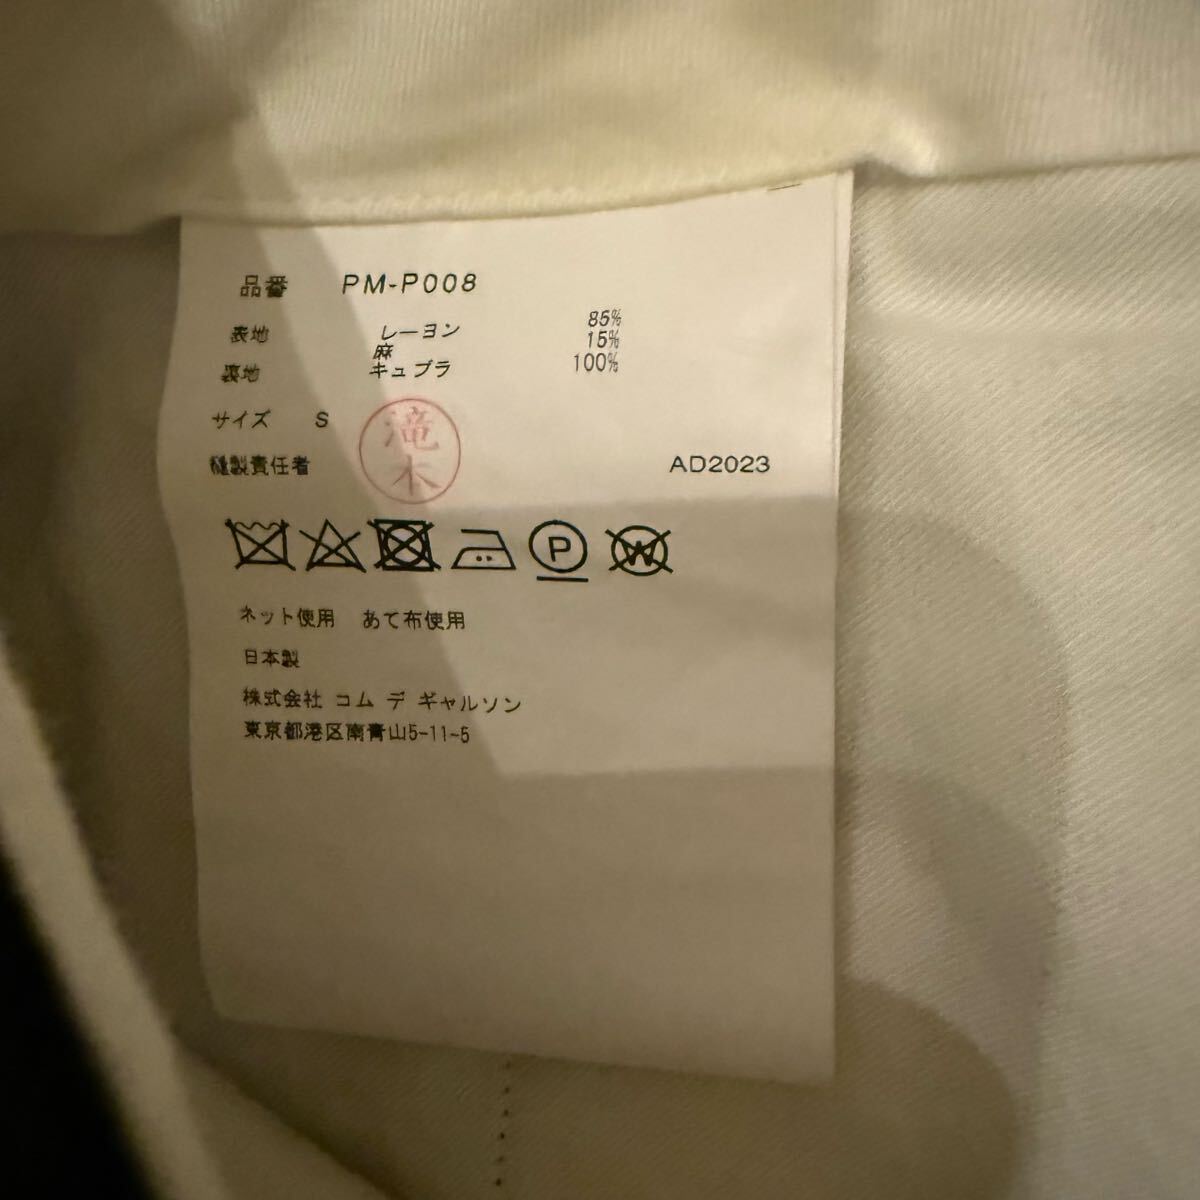 品番 PM-P008
表地 レーヨン 85%
麻 15%
裏地 キュプラ 100%
サイズ S
縫製責任者 滝木 AD2023
P W
ネット使用 あて布使用
日本製
株式会社 コム デ ギャルソン
東京都港区南青山5-11-5